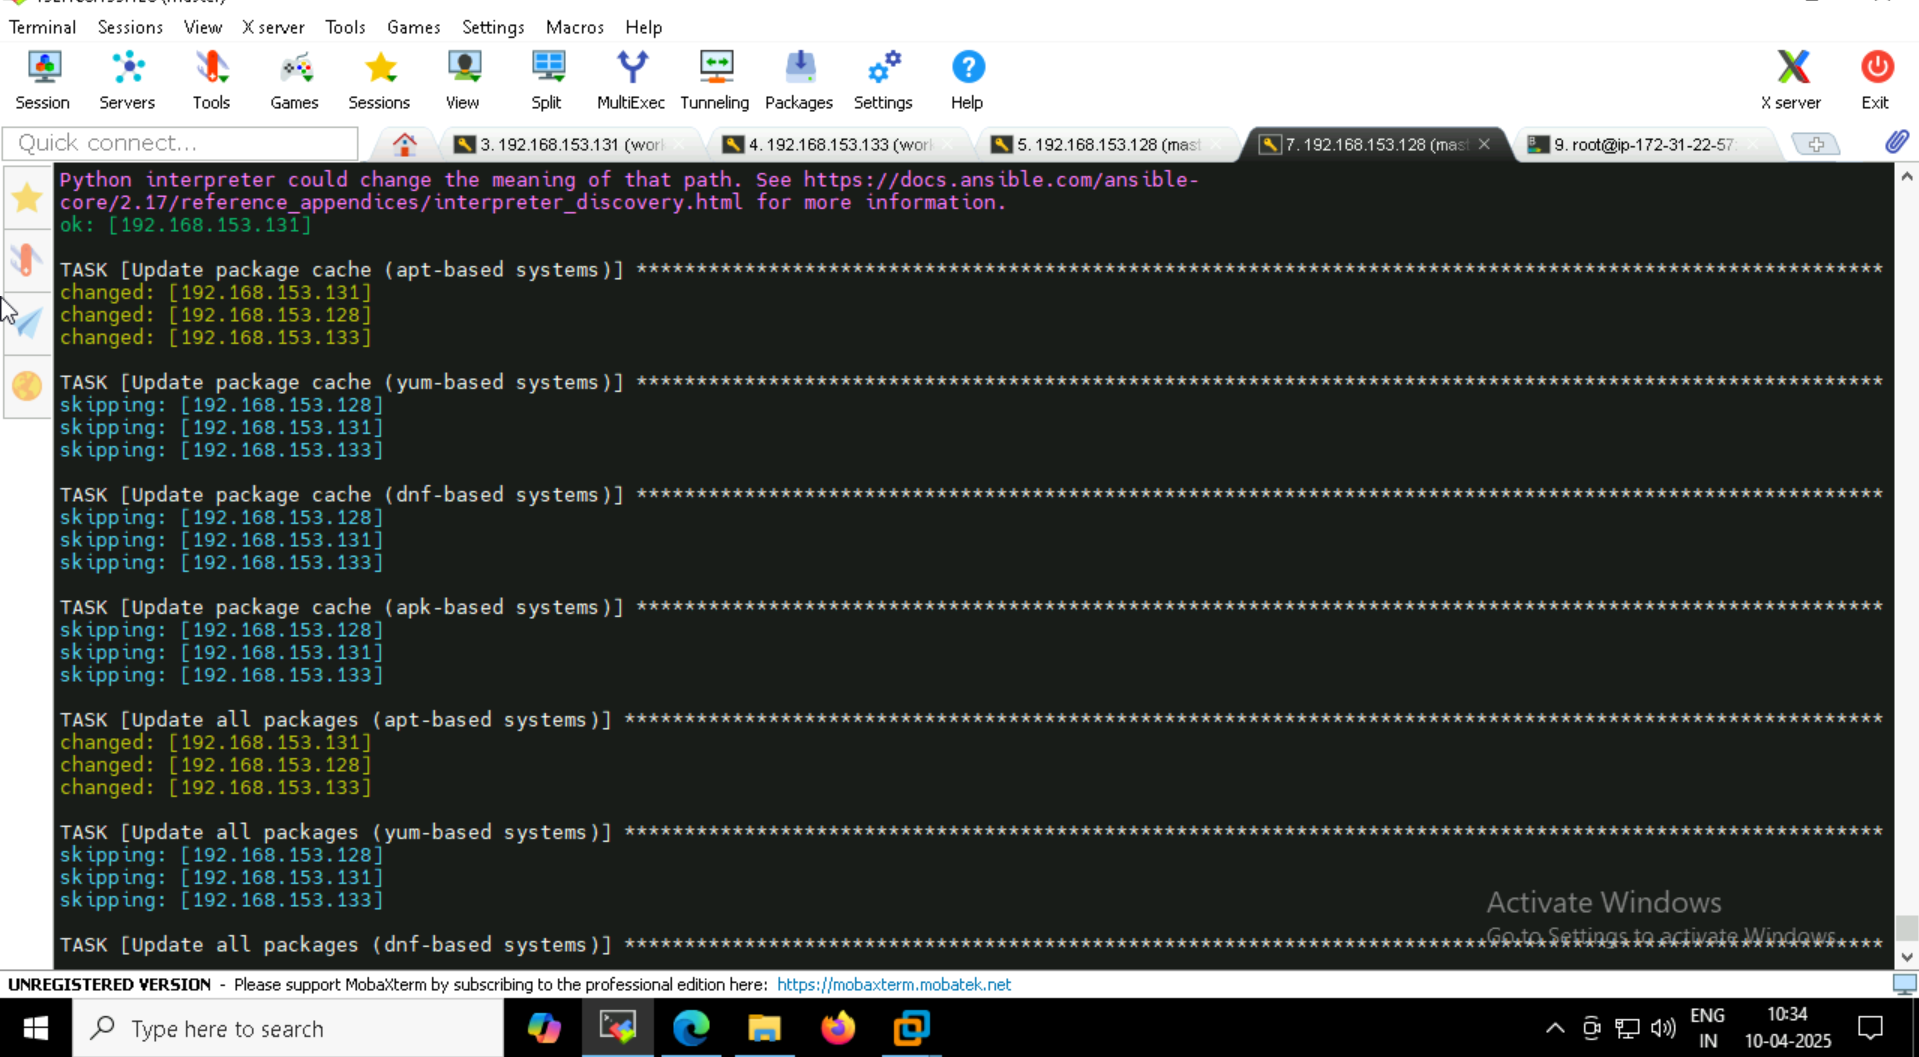 Terminal Sessions View X server Tools Games Settings Macros Help
Session Servers Tools Games Sessions View Split MultiExec Tunneling Packages Settings Help X server Exit
Quick connect... 3. 192.168.153.131 (wor 4. 192.168.153.133 (wor 5. 192.168.153.128 (mast 7. 192.168.153.128 (mast 9. root@ip-172-31-22-57:
Python interpreter could change the meaning of that path. See https://docs.ansible.com/ansible-
core/2.17/reference_appendices/interpreter_discovery.html for more information.
ok: [192.168.153.131]
TASK [Update package cache (apt-based systems)] ********************************************************************************************************
changed: [192.168.153.131]
changed: [192.168.153.128]
changed: [192.168.153.133]
TASK [Update package cache (yum-based systems)] ********************************************************************************************************
skipping: [192.168.153.128]
skipping: [192.168.153.131]
skipping: [192.168.153.133]
TASK [Update package cache (dnf-based systems)] ********************************************************************************************************
skipping: [192.168.153.128]
skipping: [192.168.153.131]
skipping: [192.168.153.133]
TASK [Update package cache (apk-based systems)] ********************************************************************************************************
skipping: [192.168.153.128]
skipping: [192.168.153.131]
skipping: [192.168.153.133]
TASK [Update all packages (apt-based systems)] *********************************************************************************************************
changed: [192.168.153.131]
changed: [192.168.153.128]
changed: [192.168.153.133]
TASK [Update all packages (yum-based systems)] *********************************************************************************************************
skipping: [192.168.153.128]
skipping: [192.168.153.131]
skipping: [192.168.153.133]
Activate Windows
Go to Settings to activate Windows.
TASK [Update all packages (dnf-based systems)] *********************************************************************************************************
UNREGISTERED VERSION - Please support MobaXterm by subscribing to the professional edition here: https://mobaxterm.mobatek.net
Type here to search
ENG
IN
10:34
10-04-2025